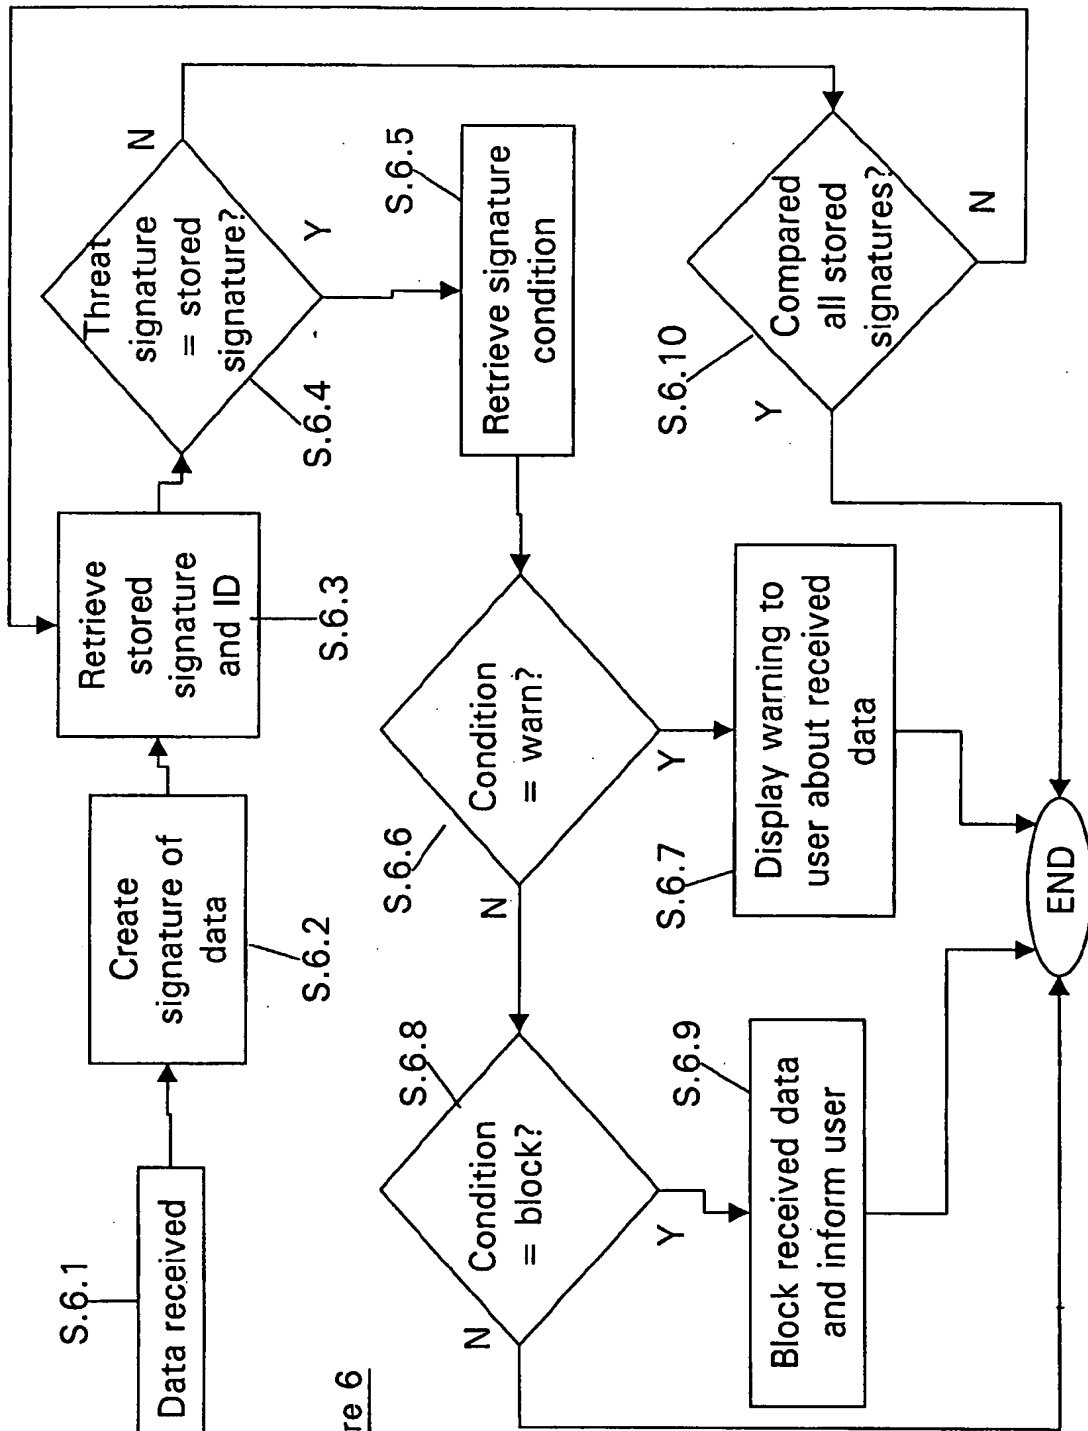 S.6.1
Data received
Create
signature of
data
S.6.2
Retrieve
stored
signature
and ID
S.6.3
Threat
signature
= stored
signature?
S.6.4
N
Y
S.6.5
Retrieve signature
condition
Condition
= warn?
S.6.6
N
Y
Display warning to
user about received
data
S.6.7
Condition
= block?
S.6.8
N
Y
Block received data
and inform user
S.6.9
Compared
all stored
signatures?
S.6.10
Y
N
END
re 6